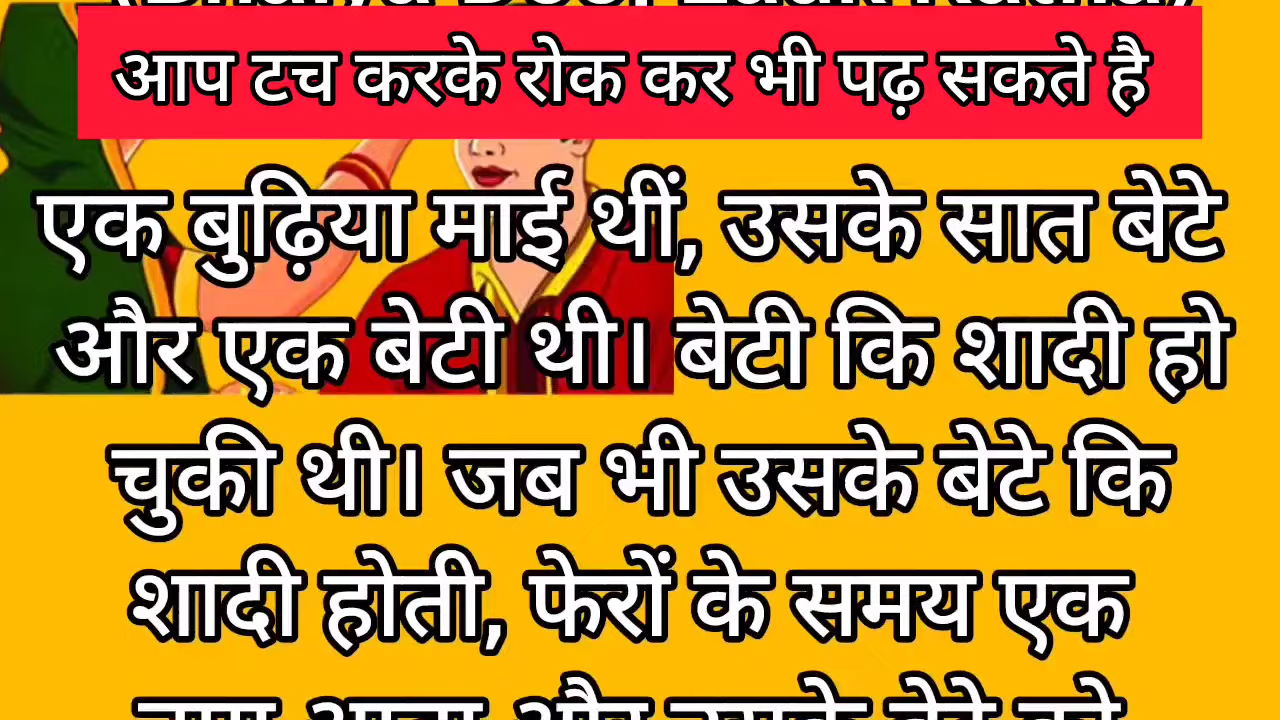 आप टच करके रोक कर भी पढ़ सकते है
एक बुढ़िया माई थीं, उसके सात बेटे
और एक बेटी थी। बेटी कि शादी हो
चुकी थी। जब भी उसके बेटे कि
शादी होती, फेरों के समय एक